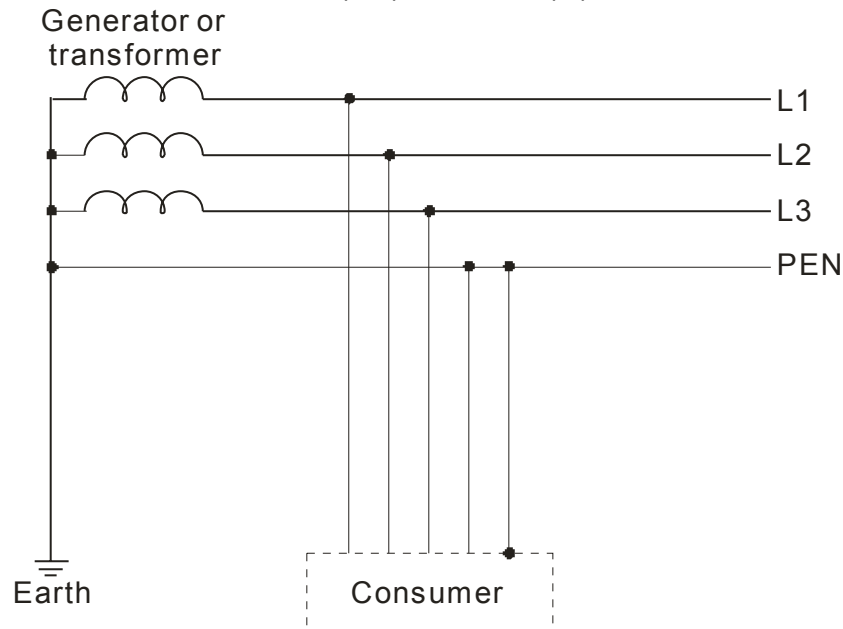 Generator or
transformer
L1
L2
L3
PEN
Earth
Consumer